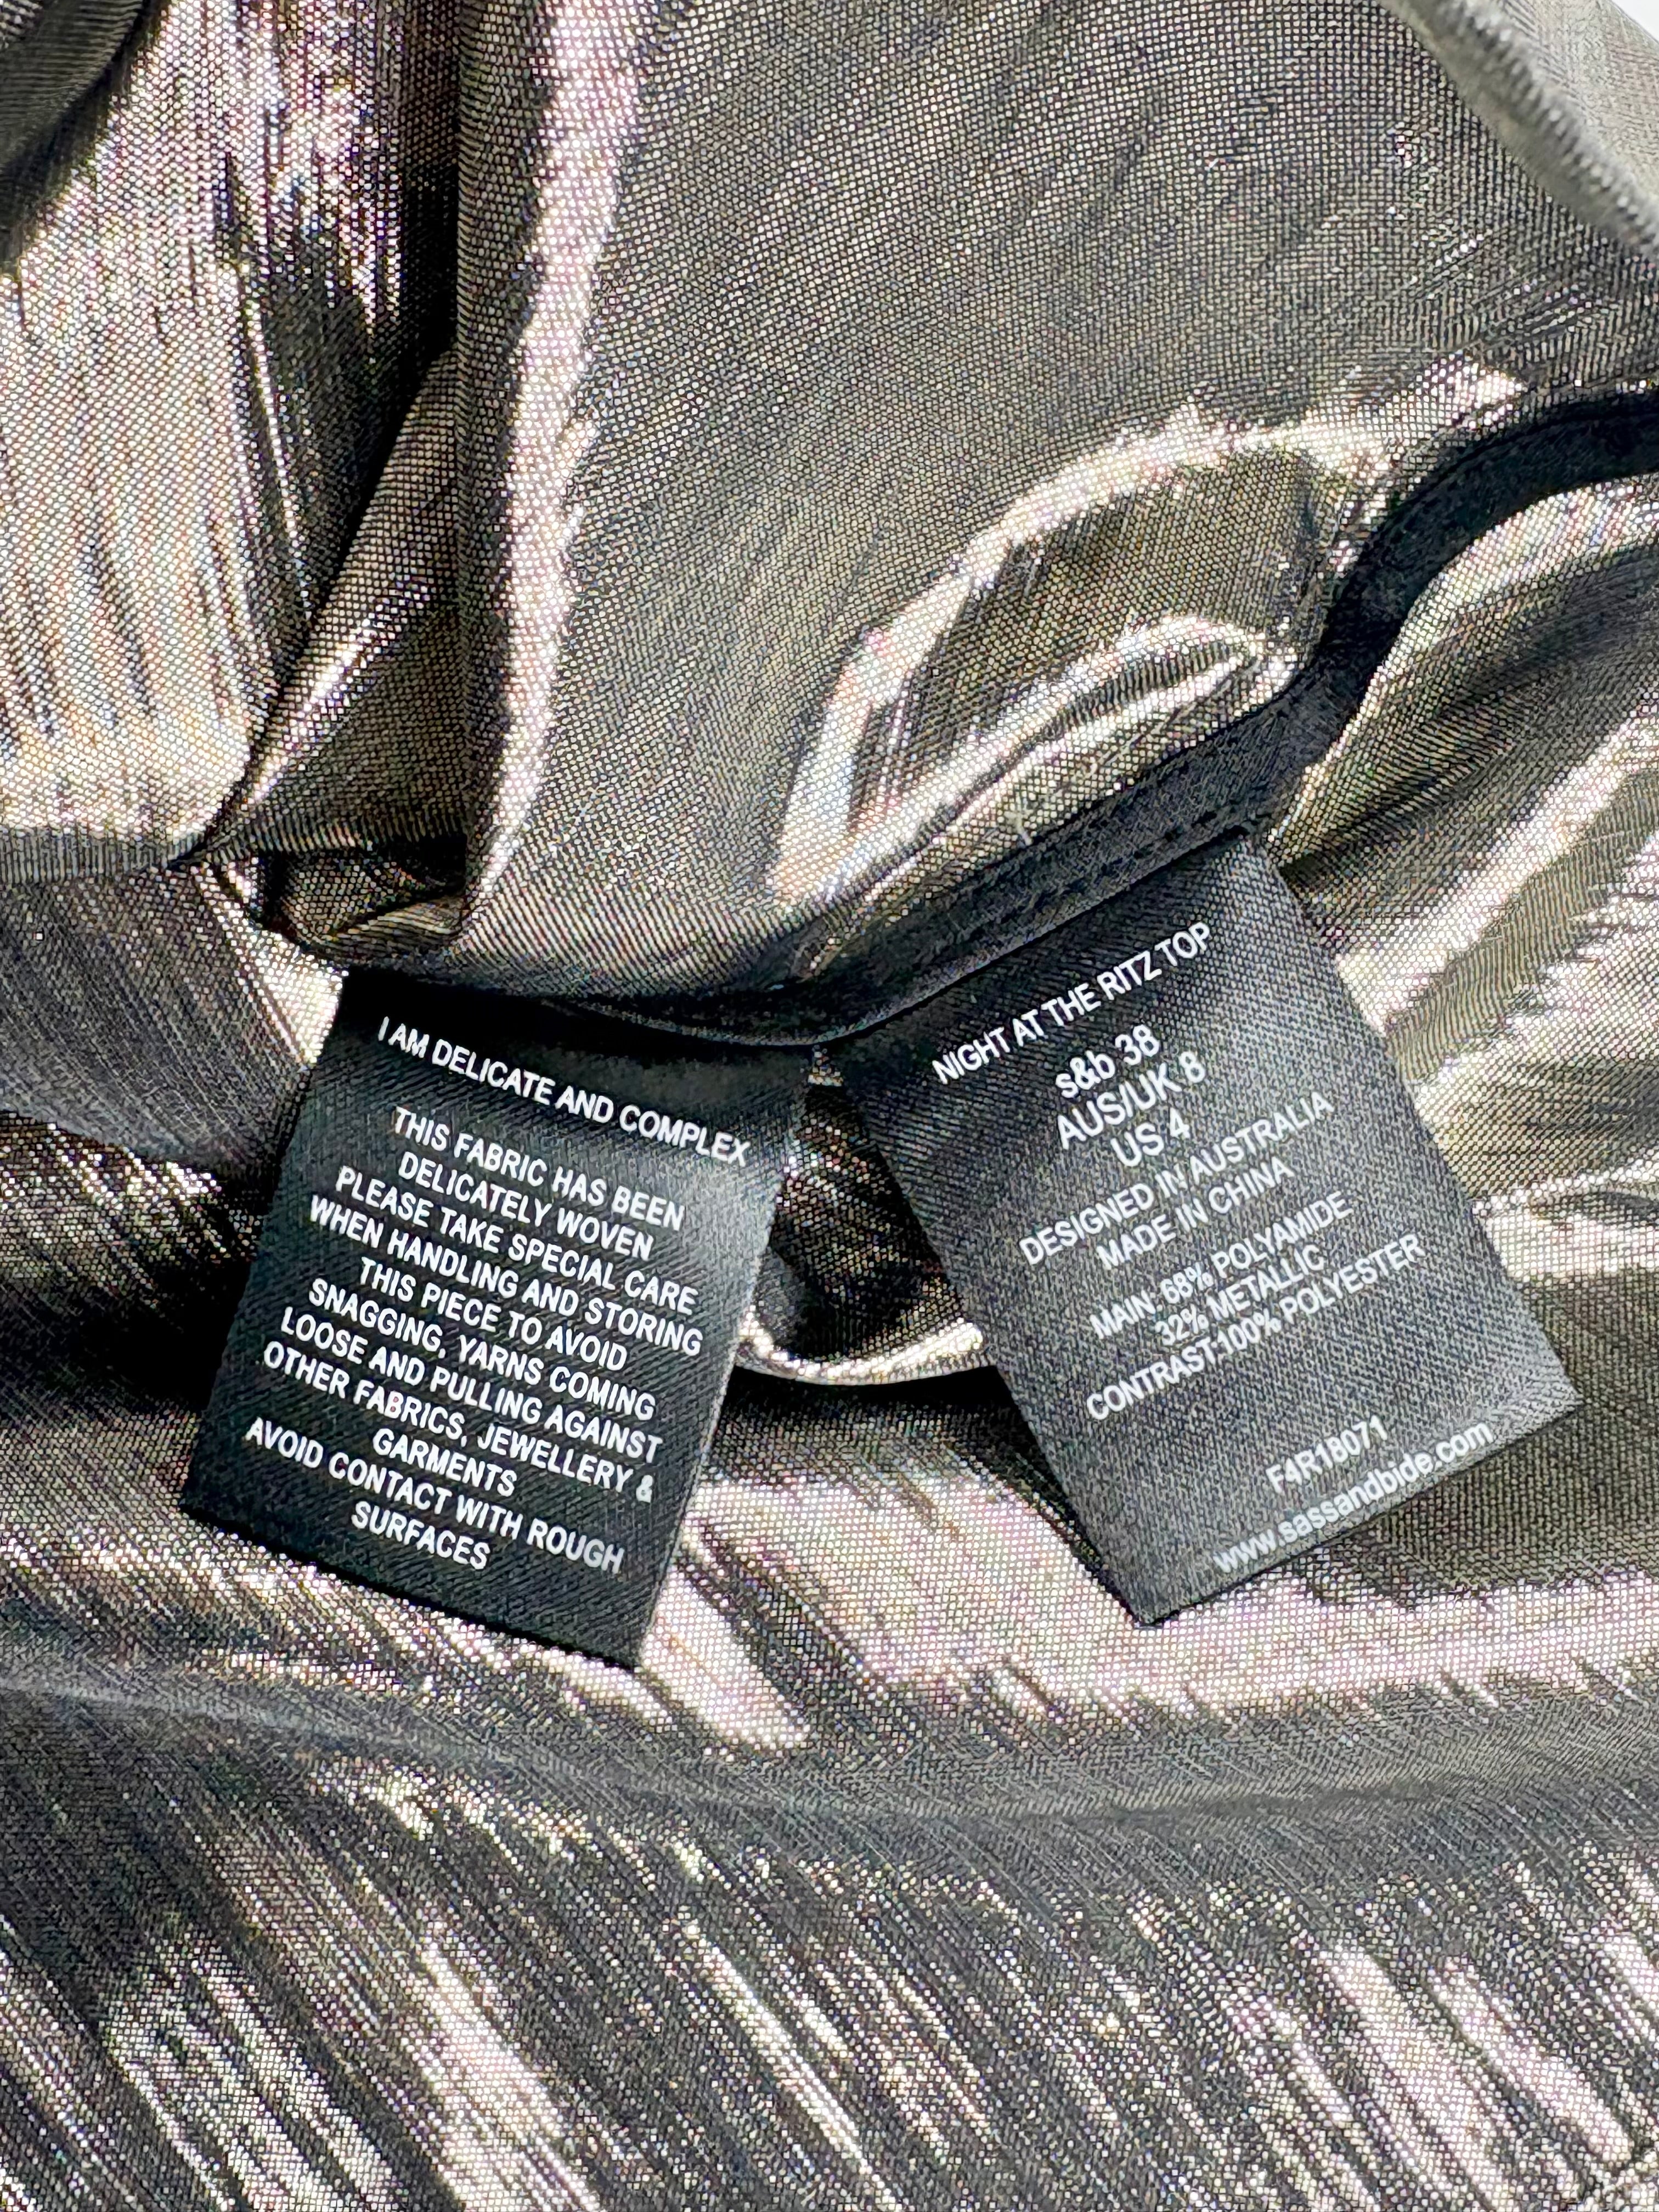 I AM DELICATE AND COMPLEX
THIS FABRIC HAS BEEN
DELICATELY WOVEN
PLEASE TAKE SPECIAL CARE
WHEN HANDLING AND STORING
THIS PIECE TO AVOID
SNAGGING, YARNS COMING
LOOSE AND PULLING AGAINST
OTHER FABRICS, JEWELLERY &
GARMENTS
AVOID CONTACT WITH ROUGH
SURFACES
NIGHT AT THE RITZ TOP
s&b 38
AUS/UK 8
US 4
DESIGNED IN AUSTRALIA
MADE IN CHINA
MAIN: 68% POLYAMIDE
32% METALLIC
CONTRAST:100% POLYESTER
F4R18071
www.sassandbide.com